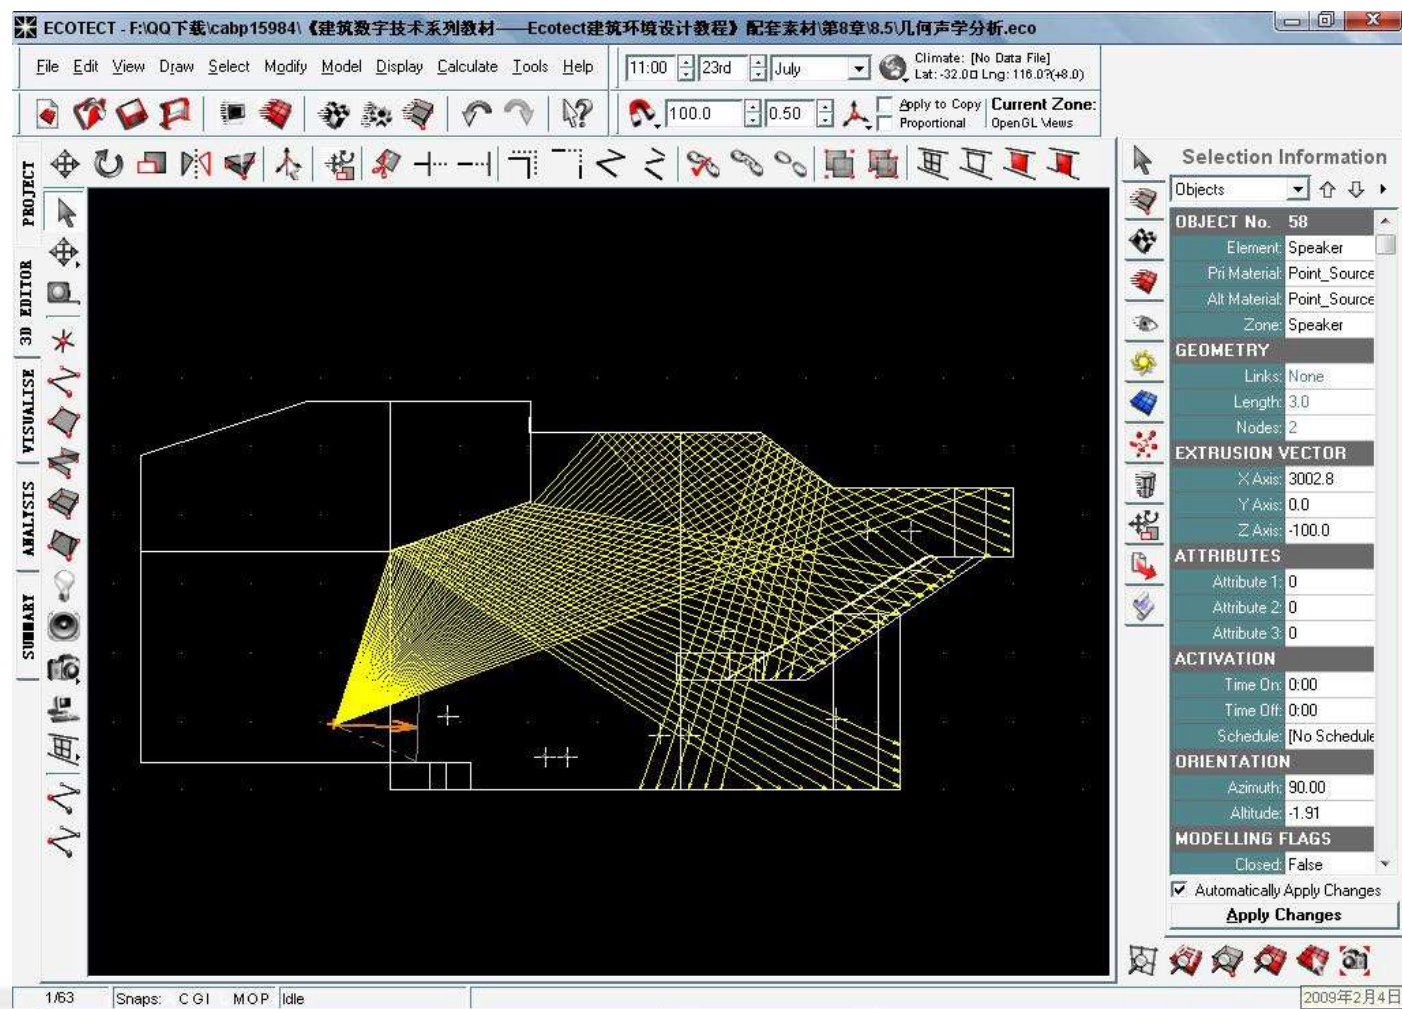 ECOTECT - F:\QQ下载\cabp15984\《建筑数字技术系列教材——Ecotect建筑环境设计教程》配套素材\第8章\8.5\几何声学分析.eco
File Edit View Draw Select Modify Model Display Calculate Tools Help
11:00 23rd July
Climate: [No Data File]
Lat: -32.0□ Lng: 116.0?(+8.0)
100.0 0.50
Apply to Copy
Proportional
Current Zone:
OpenGL Views
PROJECT
3D EDITOR
VISUALISE
ANALYSIS
SUMMARY
Selection Information
Objects
OBJECT No. 58
Element: Speaker
Pri Material: Point_Source
Alt Material: Point_Source
Zone: Speaker
GEOMETRY
Links: None
Length: 3.0
Nodes: 2
EXTRUSION VECTOR
X Axis: 3002.8
Y Axis: 0.0
Z Axis: -100.0
ATTRIBUTES
Attribute 1: 0
Attribute 2: 0
Attribute 3: 0
ACTIVATION
Time On: 0:00
Time Off: 0:00
Schedule: [No Schedule
ORIENTATION
Azimuth: 90.00
Altitude: -1.91
MODELLING FLAGS
Closed: False
Automatically Apply Changes
Apply Changes
1/63 Snaps: C G I M O P Idle
2009年2月4日